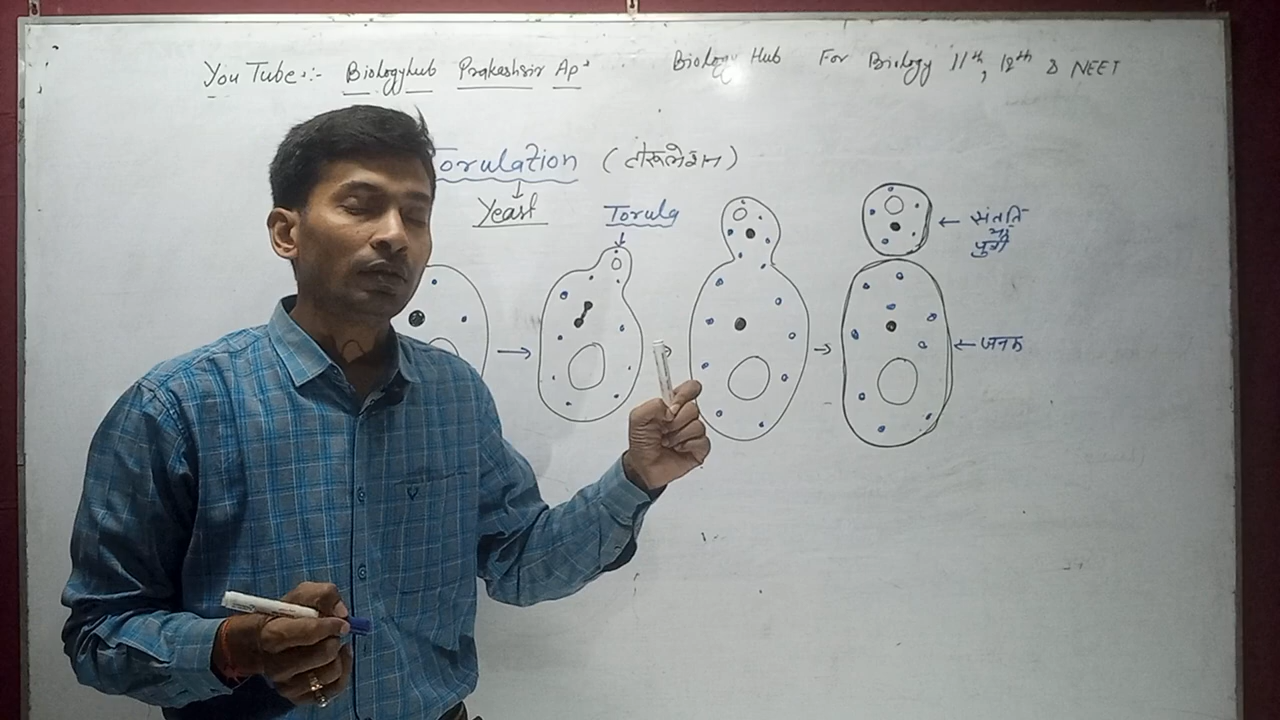 YouTube:- Biologyhub Prakashsir Ap
Biology Hub For Biology 11th, 12th & NEET
Torulation (टोरूलेशन)
Yeast
Torula
← संतति
पुत्री
← जनक